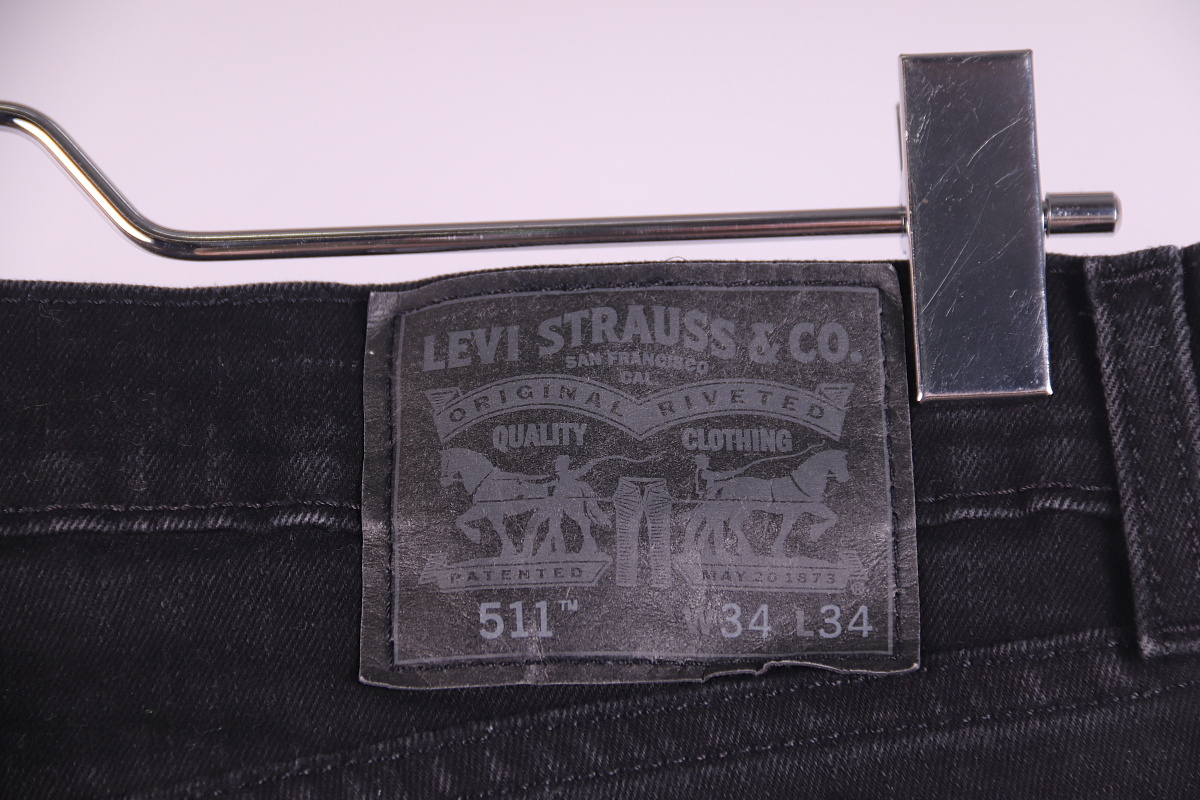 LEVI STRAUSS & CO.
SAN FRANCISCO
CAL
ORIGINAL RIVETED
QUALITY CLOTHING
PATENTED MAY 20 1873
511™ W34 L34